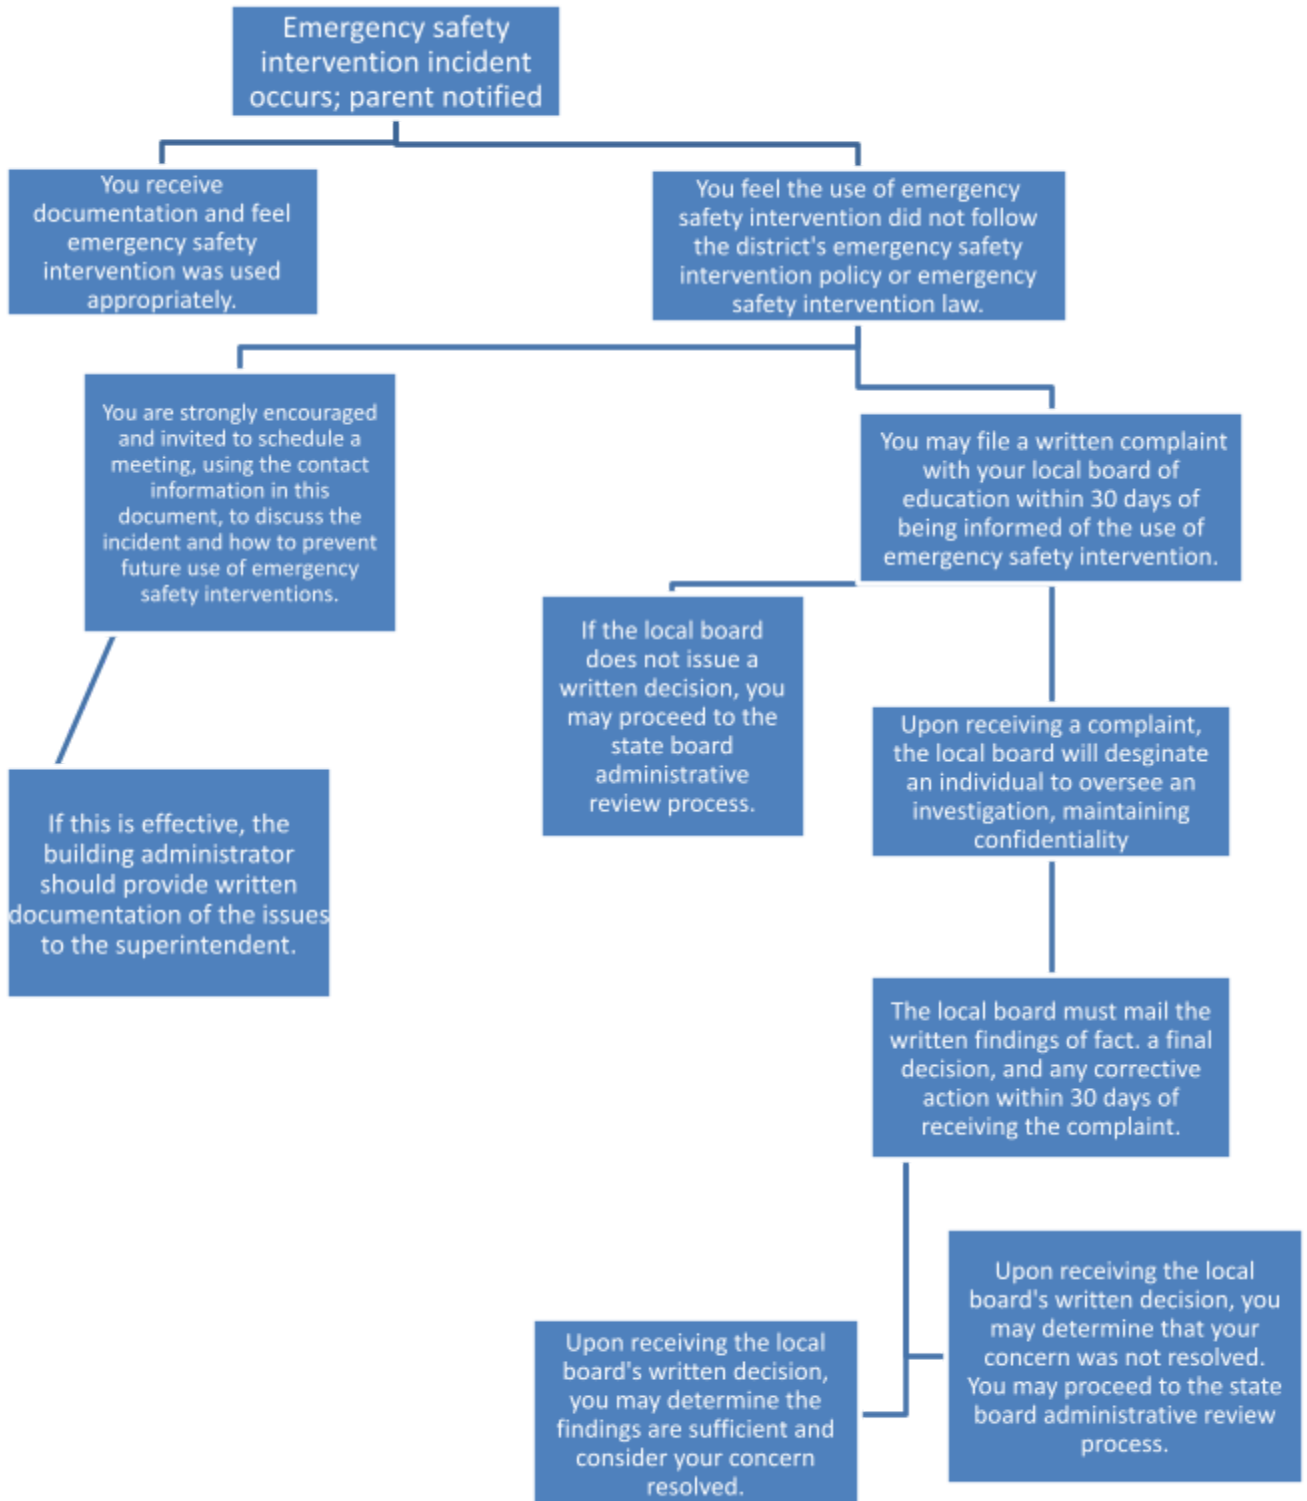 Emergency safety
intervention incident
occurs; parent notified
You receive
documentation and feel
emergency safety
intervention was used
appropriately.
You feel the use of emergency
safety intervention did not follow
the district's emergency safety
intervention policy or emergency
safety intervention law.
You are strongly encouraged
and invited to schedule a
meeting, using the contact
information in this
document, to discuss the
incident and how to prevent
future use of emergency
safety interventions.
You may file a written complaint
with your local board of
education within 30 days of
being informed of the use of
emergency safety intervention.
If the local board
does not issue a
written decision, you
may proceed to the
state board
administrative
review process.
Upon receiving a complaint,
the local board will desginate
an individual to oversee an
investigation, maintaining
confidentiality
If this is effective, the
building administrator
should provide written
documentation of the issues
to the superintendent.
The local board must mail the
written findings of fact. a final
decision, and any corrective
action within 30 days of
receiving the complaint.
Upon receiving the local
board's written decision, you
may determine that your
concern was not resolved.
You may proceed to the state
board administrative review
process.
Upon receiving the local
board's written decision,
you may determine the
findings are sufficient and
consider your concern
resolved.